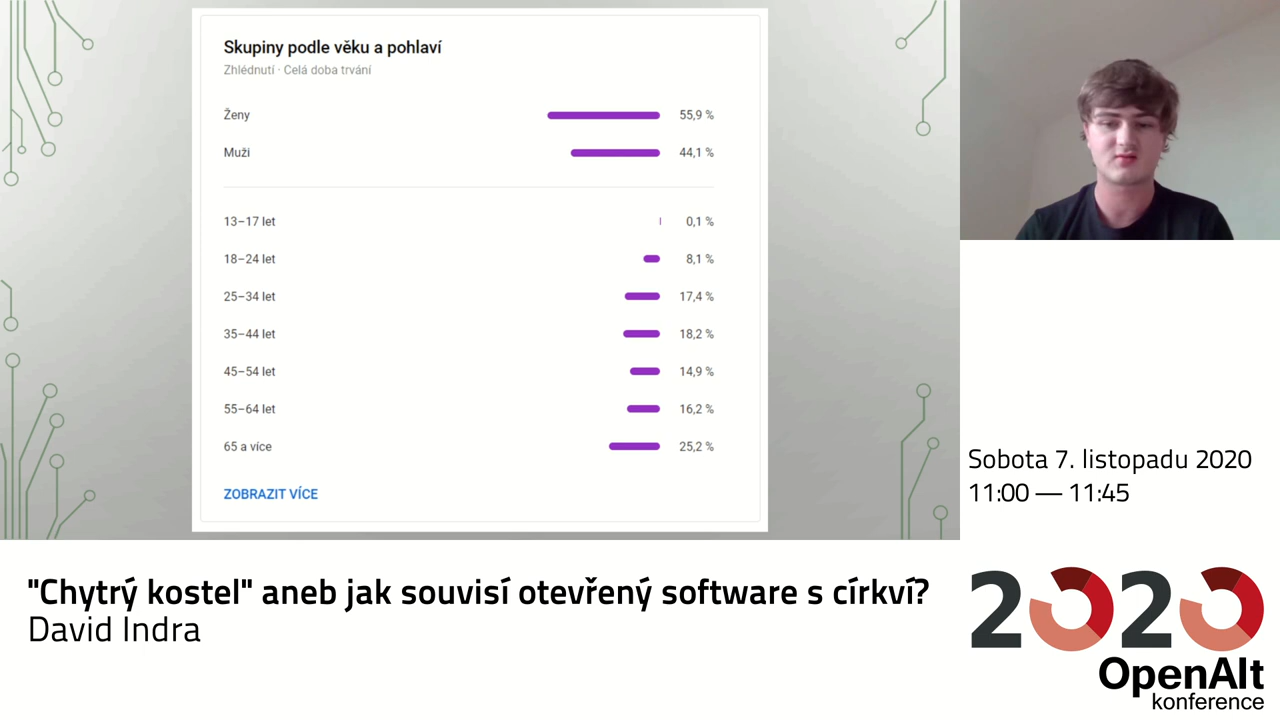 Skupiny podle věku a pohlaví
Zhlédnutí · Celá doba trvání
Ženy 55,9 %
Muži 44,1 %
13–17 let 0,1 %
18–24 let 8,1 %
25–34 let 17,4 %
35–44 let 18,2 %
45–54 let 14,9 %
55–64 let 16,2 %
65 a více 25,2 %
ZOBRAZIT VÍCE
Sobota 7. listopadu 2020
11:00 — 11:45
"Chytrý kostel" aneb jak souvisí otevřený software s církví?
David Indra
2020
OpenAlt
konference